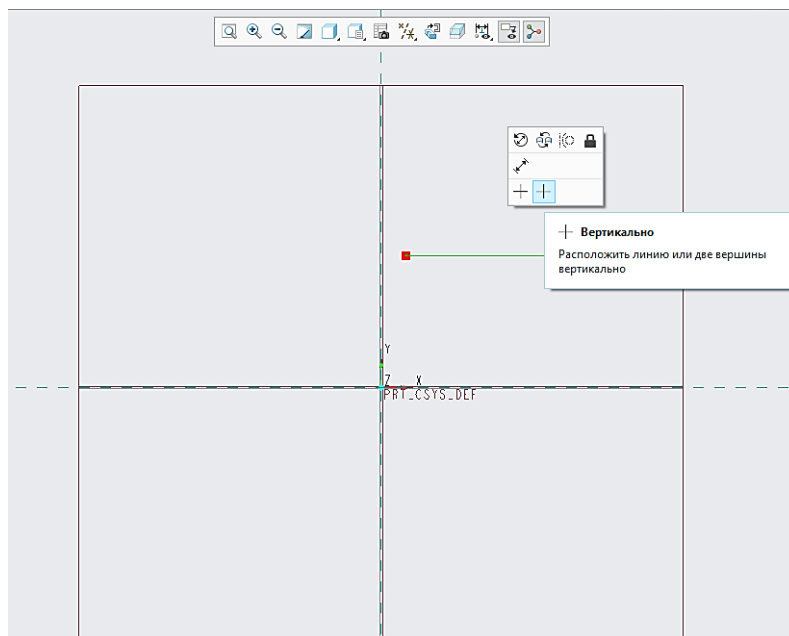 Вертикально
Расположить линию или две вершины
вертикально
Y
Z X
PRT_CSYS_DEF